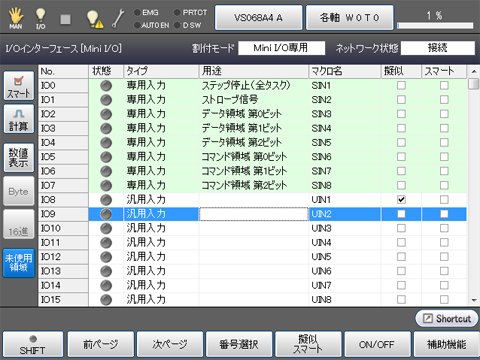 MAN I/O EMG PRTCT AUTO EN D SW VS068A4 A 各軸 W0T0 1 %
I/Oインターフェース [Mini I/O] 割付モード Mini I/O専用 ネットワーク状態 接続
No. 状態 タイプ 用途 マクロ名 擬似 スマート
IO0 専用入力 ステップ停止(全タスク) SIN1
IO1 専用入力 ストローブ信号 SIN2
IO2 専用入力 データ領域 第0ビット SIN3
IO3 専用入力 データ領域 第1ビット SIN4
IO4 専用入力 データ領域 第2ビット SIN5
IO5 専用入力 コマンド領域 第0ビット SIN6
IO6 専用入力 コマンド領域 第1ビット SIN7
IO7 専用入力 コマンド領域 第2ビット SIN8
IO8 汎用入力 UIN1
IO9 汎用入力 UIN2
IO10 汎用入力 UIN3
IO11 汎用入力 UIN4
IO12 汎用入力 UIN5
IO13 汎用入力 UIN6
IO14 汎用入力 UIN7
IO15 汎用入力 UIN8
スマート
計算
数値
表示
Byte
16進
未使用
領域
Shortcut
SHIFT 前ページ 次ページ 番号選択 擬似 スマート ON/OFF 補助機能